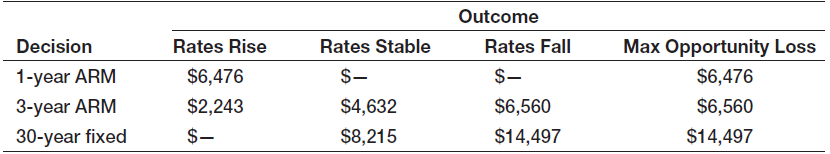 Outcome
Decision Rates Rise Rates Stable Rates Fall Max Opportunity Loss
1-year ARM $6,476 $– $– $6,476
3-year ARM $2,243 $4,632 $6,560 $6,560
30-year fixed $– $8,215 $14,497 $14,497